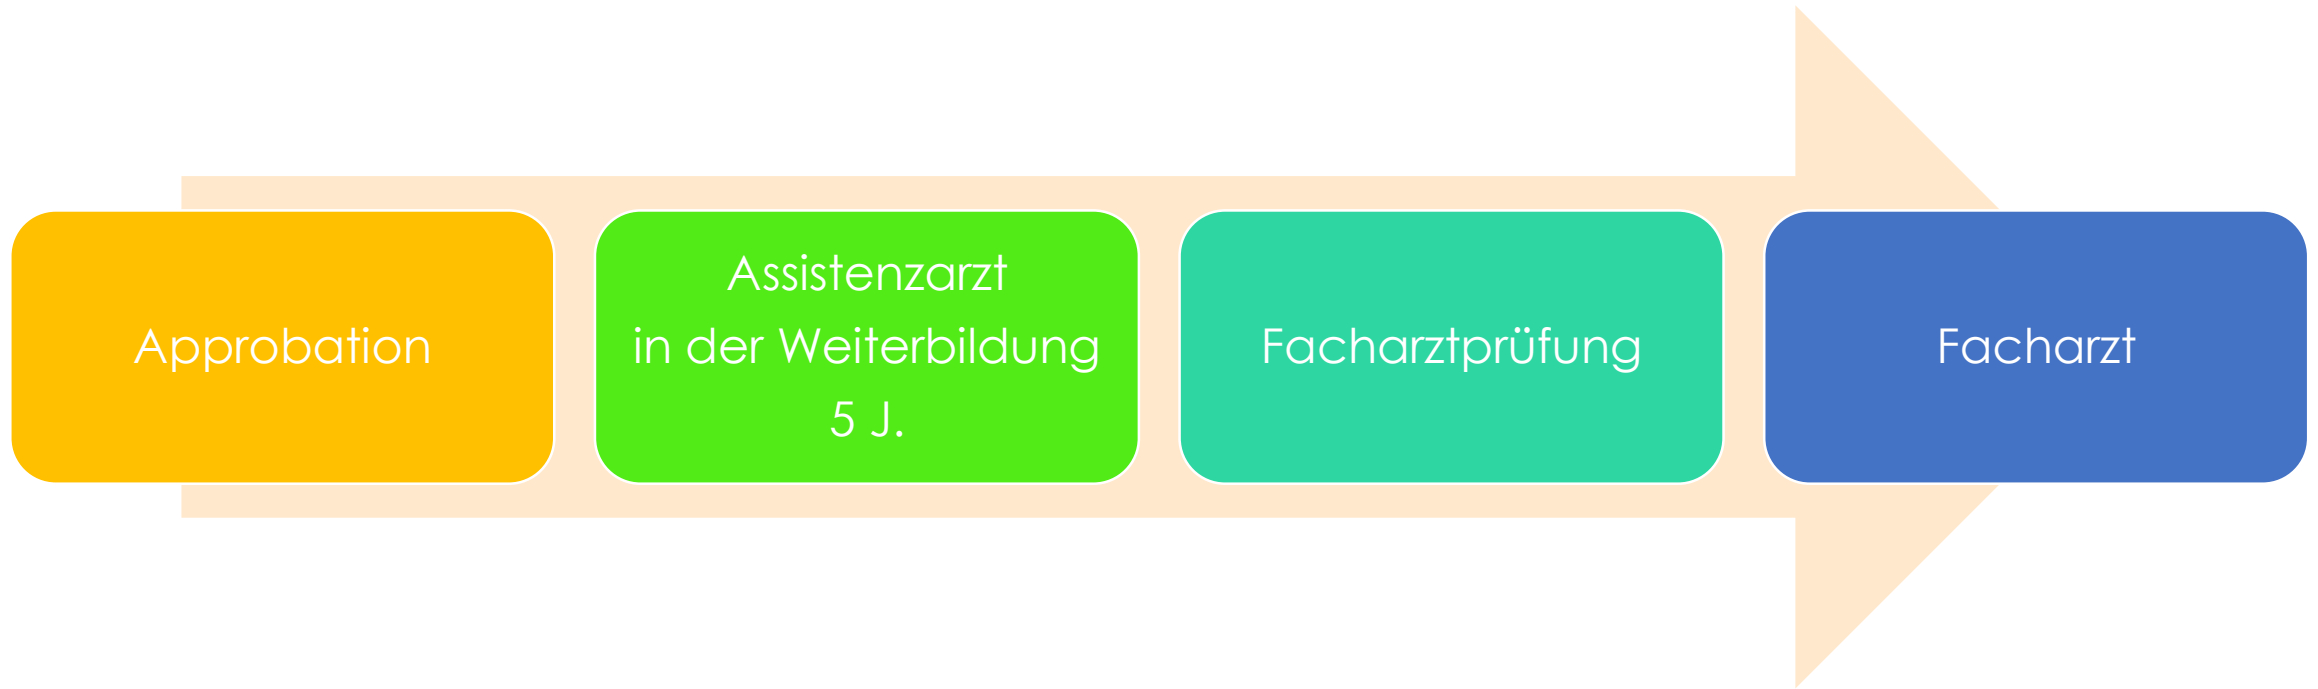 Approbation
Assistenzarzt
in der Weiterbildung
5 J.
Facharztprüfung
Facharzt